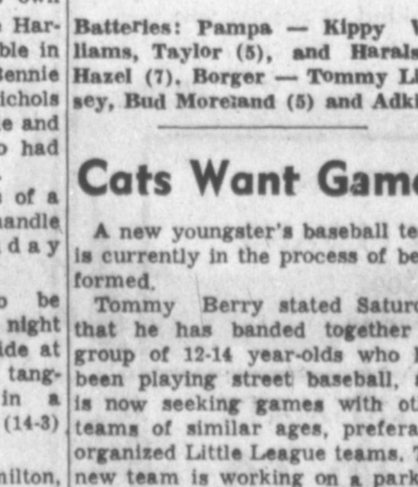 Har-
ble in
Bennie
ichols
e and
o had
of a
handle
day
o be
night
ide at
tang-
in a
(14-3)
milton,
Batteries: Pampa — Kippy
liams, Taylor (5), and Harals
Hazel (7). Borger — Tommy
sey, Bud Moreland (5) and Adki
Cats Want Game
A new youngster's baseball te
is currently in the process of be
formed.
Tommy Berry stated Satur
that he has banded together
group of 12-14 year-olds who
been playing street baseball,
is now seeking games with ot
teams of similar ages, prefera
organized Little League teams.
new team is working on a park